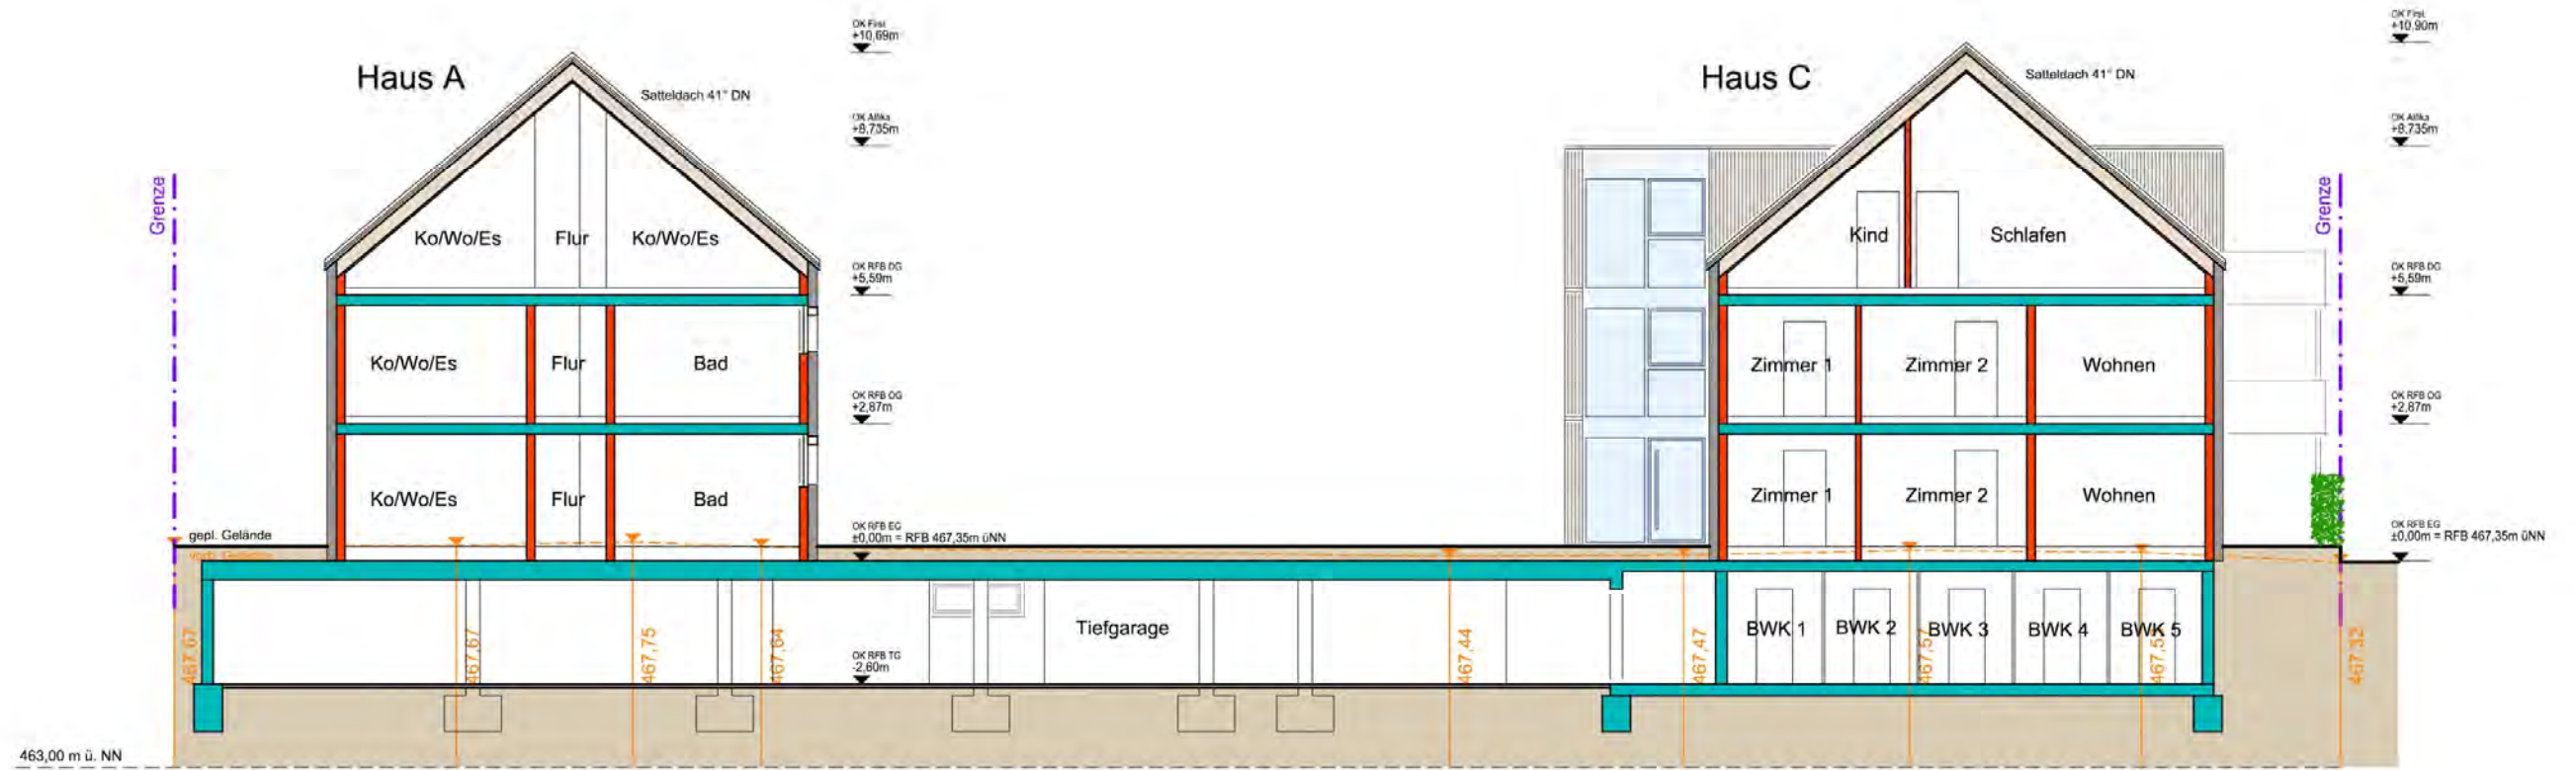 OK First
+10,69m
OK First
+10,90m
Haus A
Satteldach 41° DN
Haus C
Satteldach 41° DN
OK Attika
+8,735m
OK Attika
+8,735m
Grenze
Grenze
Ko/Wo/Es
Flur
Ko/Wo/Es
Kind
Schlafen
OK RFB DG
+5,59m
OK RFB DG
+5,59m
Ko/Wo/Es
Flur
Bad
Zimmer 1
Zimmer 2
Wohnen
OK RFB OG
+2,87m
OK RFB OG
+2,87m
Ko/Wo/Es
Flur
Bad
Zimmer 1
Zimmer 2
Wohnen
gepl. Gelände
vorh. Gelände
OK RFB EG
±0,00m = RFB 467,35m üNN
OK RFB EG
±0,00m = RFB 467,35m üNN
467,67
467,67
467,75
467,64
Tiefgarage
467,44
467,47
BWK 1
BWK 2
467,57
BWK 3
BWK 4
BWK 5
467,32
OK RFB TG
-2,60m
463,00 m ü. NN